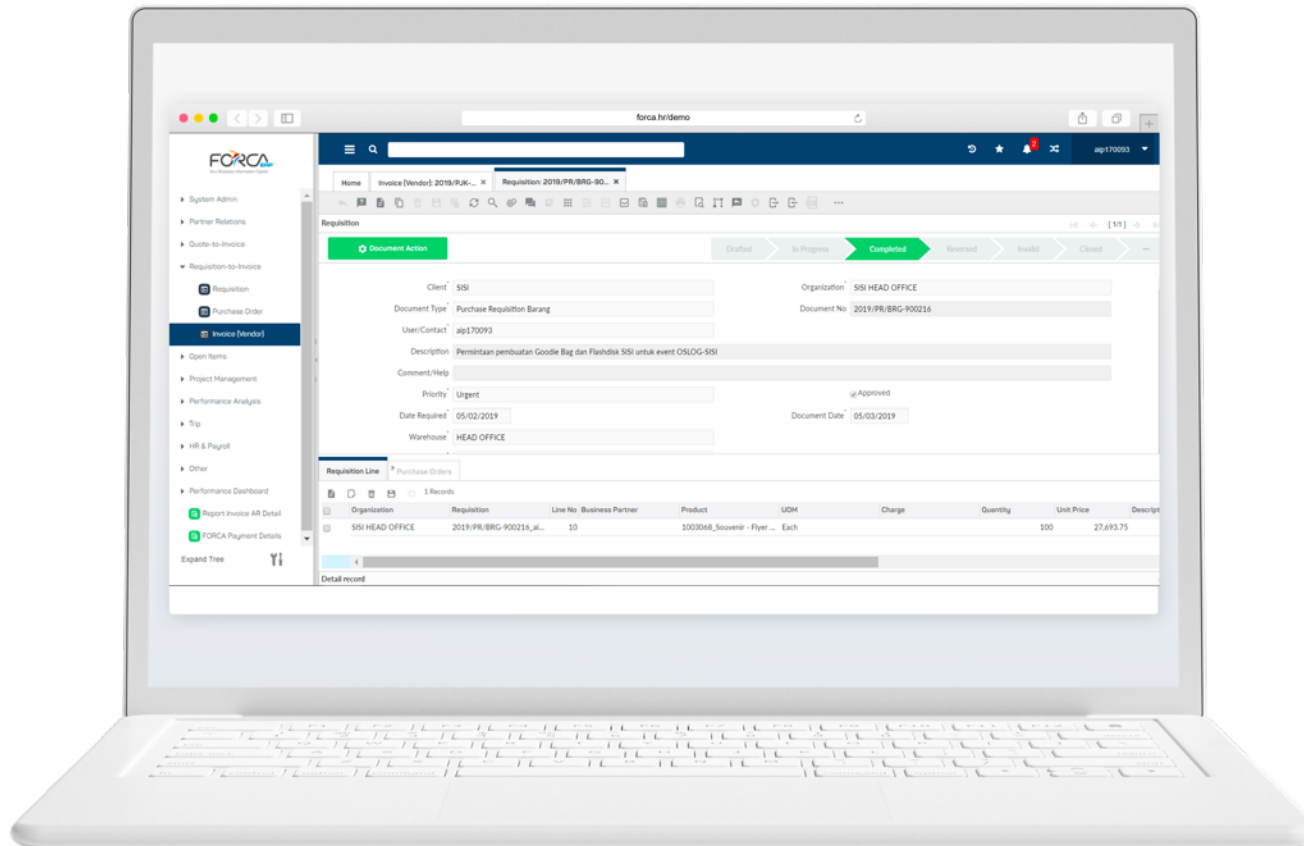 forca.hr/demo
FORCA
Your Business Information Digital
2
aip170093
Home Invoice (Vendor): 2019/PJK-... Requisition: 2019/PR/BRG-90...
System Admin
Partner Relations
Quote-to-Invoice
Requisition-to-Invoice
Requisition
Purchase Order
Invoice (Vendor)
Open Items
Project Management
Performance Analysis
Trip
HR & Payroll
Other
Performance Dashboard
Report Invoice AR Detail
FORCA Payment Details
Expand Tree
Requisition
[1/1]
Document Action
Drafted In Progress Completed Reversed Invalid Closed
Client* SISI
Organization* SISI HEAD OFFICE
Document Type* Purchase Requisition Barang
Document No 2019/PR/BRG-900216
User/Contact* aip170093
Description Permintaan pembuatan Goodie Bag dan Flashdisk SISI untuk event OSLOG-SISI
Comment/Help
Priority* Urgent
Approved
Date Required* 05/02/2019
Document Date* 05/03/2019
Warehouse* HEAD OFFICE
Requisition Line Purchase Orders
1 Records
Organization Requisition Line No Business Partner Product UOM Charge Quantity Unit Price Descript
SISI HEAD OFFICE 2019/PR/BRG-900216_ai... 10 1003068_Souvenir - Flyer ... Each 100 27,693.75
Detail record